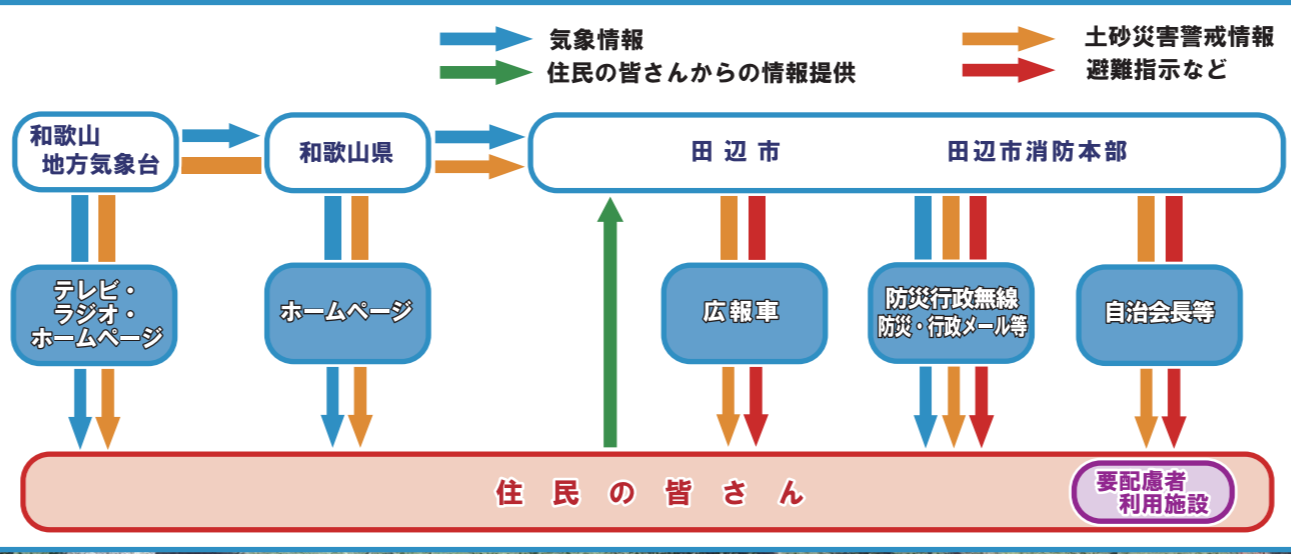 気象情報
土砂災害警戒情報
住民の皆さんからの情報提供
避難指示など
和歌山
地方気象台
和歌山県
田辺市
田辺市消防本部
テレビ・
ラジオ・
ホームページ
ホームページ
広報車
防災行政無線
防災・行政メール等
自治会長等
住民の皆さん
要配慮者
利用施設